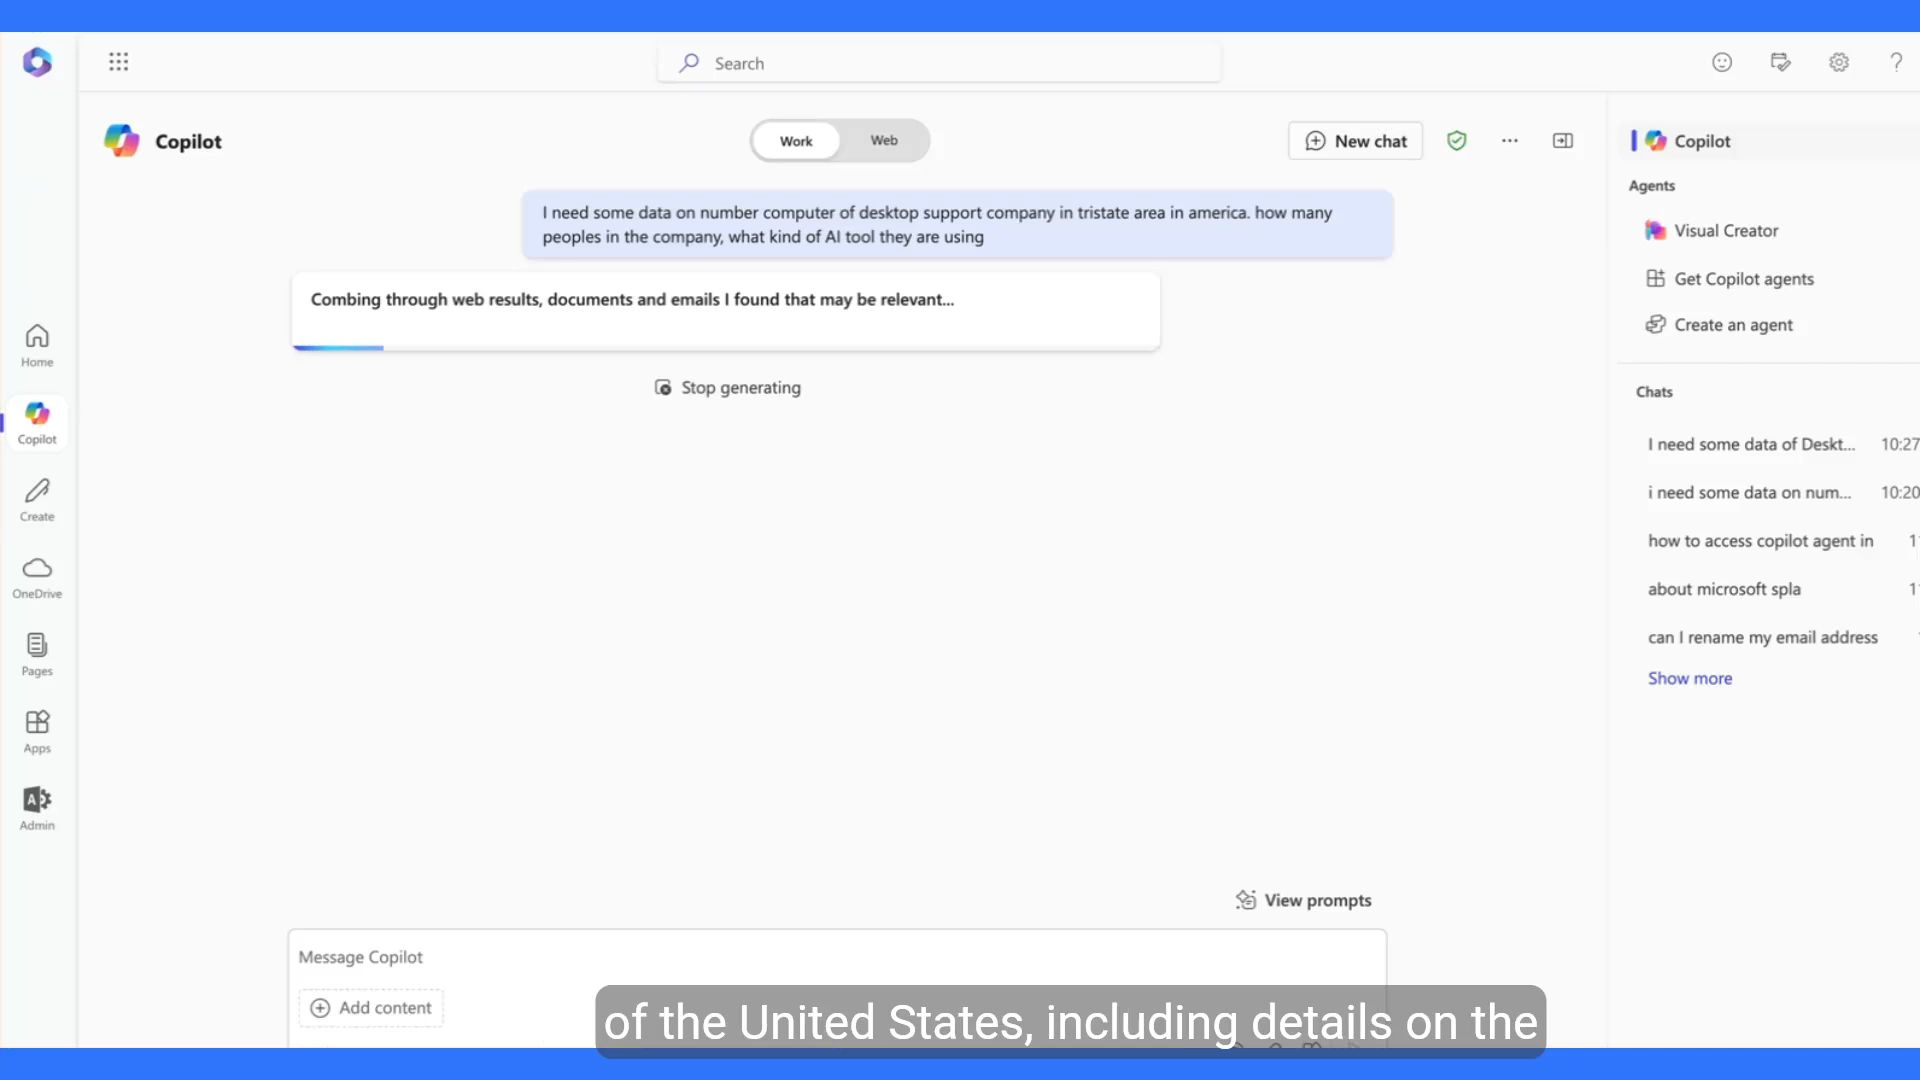 Search
Copilot
Work
Web
New chat
I need some data on number computer of desktop support company in tristate area in america. how many
peoples in the company, what kind of AI tool they are using
Combing through web results, documents and emails I found that may be relevant...
Stop generating
Home
Copilot
Create
OneDrive
Pages
Apps
Admin
Copilot
Agents
Visual Creator
Get Copilot agents
Create an agent
Chats
I need some data of Deskt... 10:27
i need some data on num... 10:20
how to access copilot agent in
about microsoft spla
can I rename my email address
Show more
View prompts
Message Copilot
Add content
of the United States, including details on the